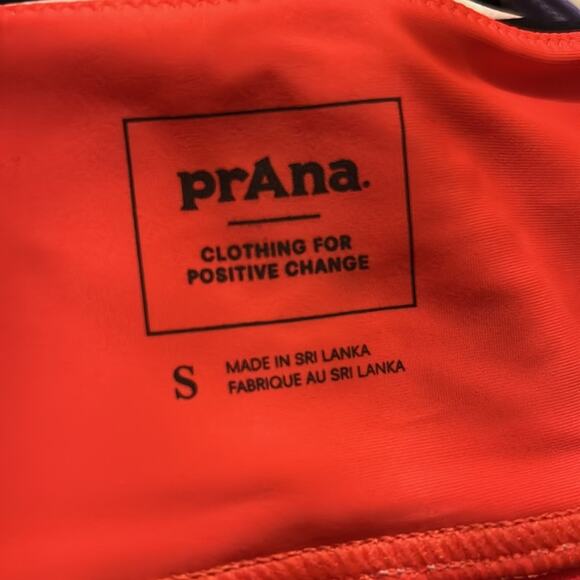 prAna.
CLOTHING FOR
POSITIVE CHANGE
S
MADE IN SRI LANKA
FABRIQUE AU SRI LANKA